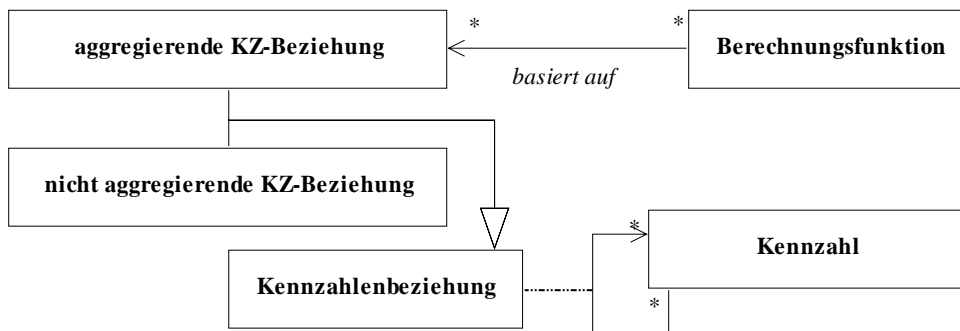 * *
aggregierende KZ-Beziehung
Berechnungsfunktion
basiert auf
nicht aggregierende KZ-Beziehung
*
Kennzahl
Kennzahlenbeziehung
*